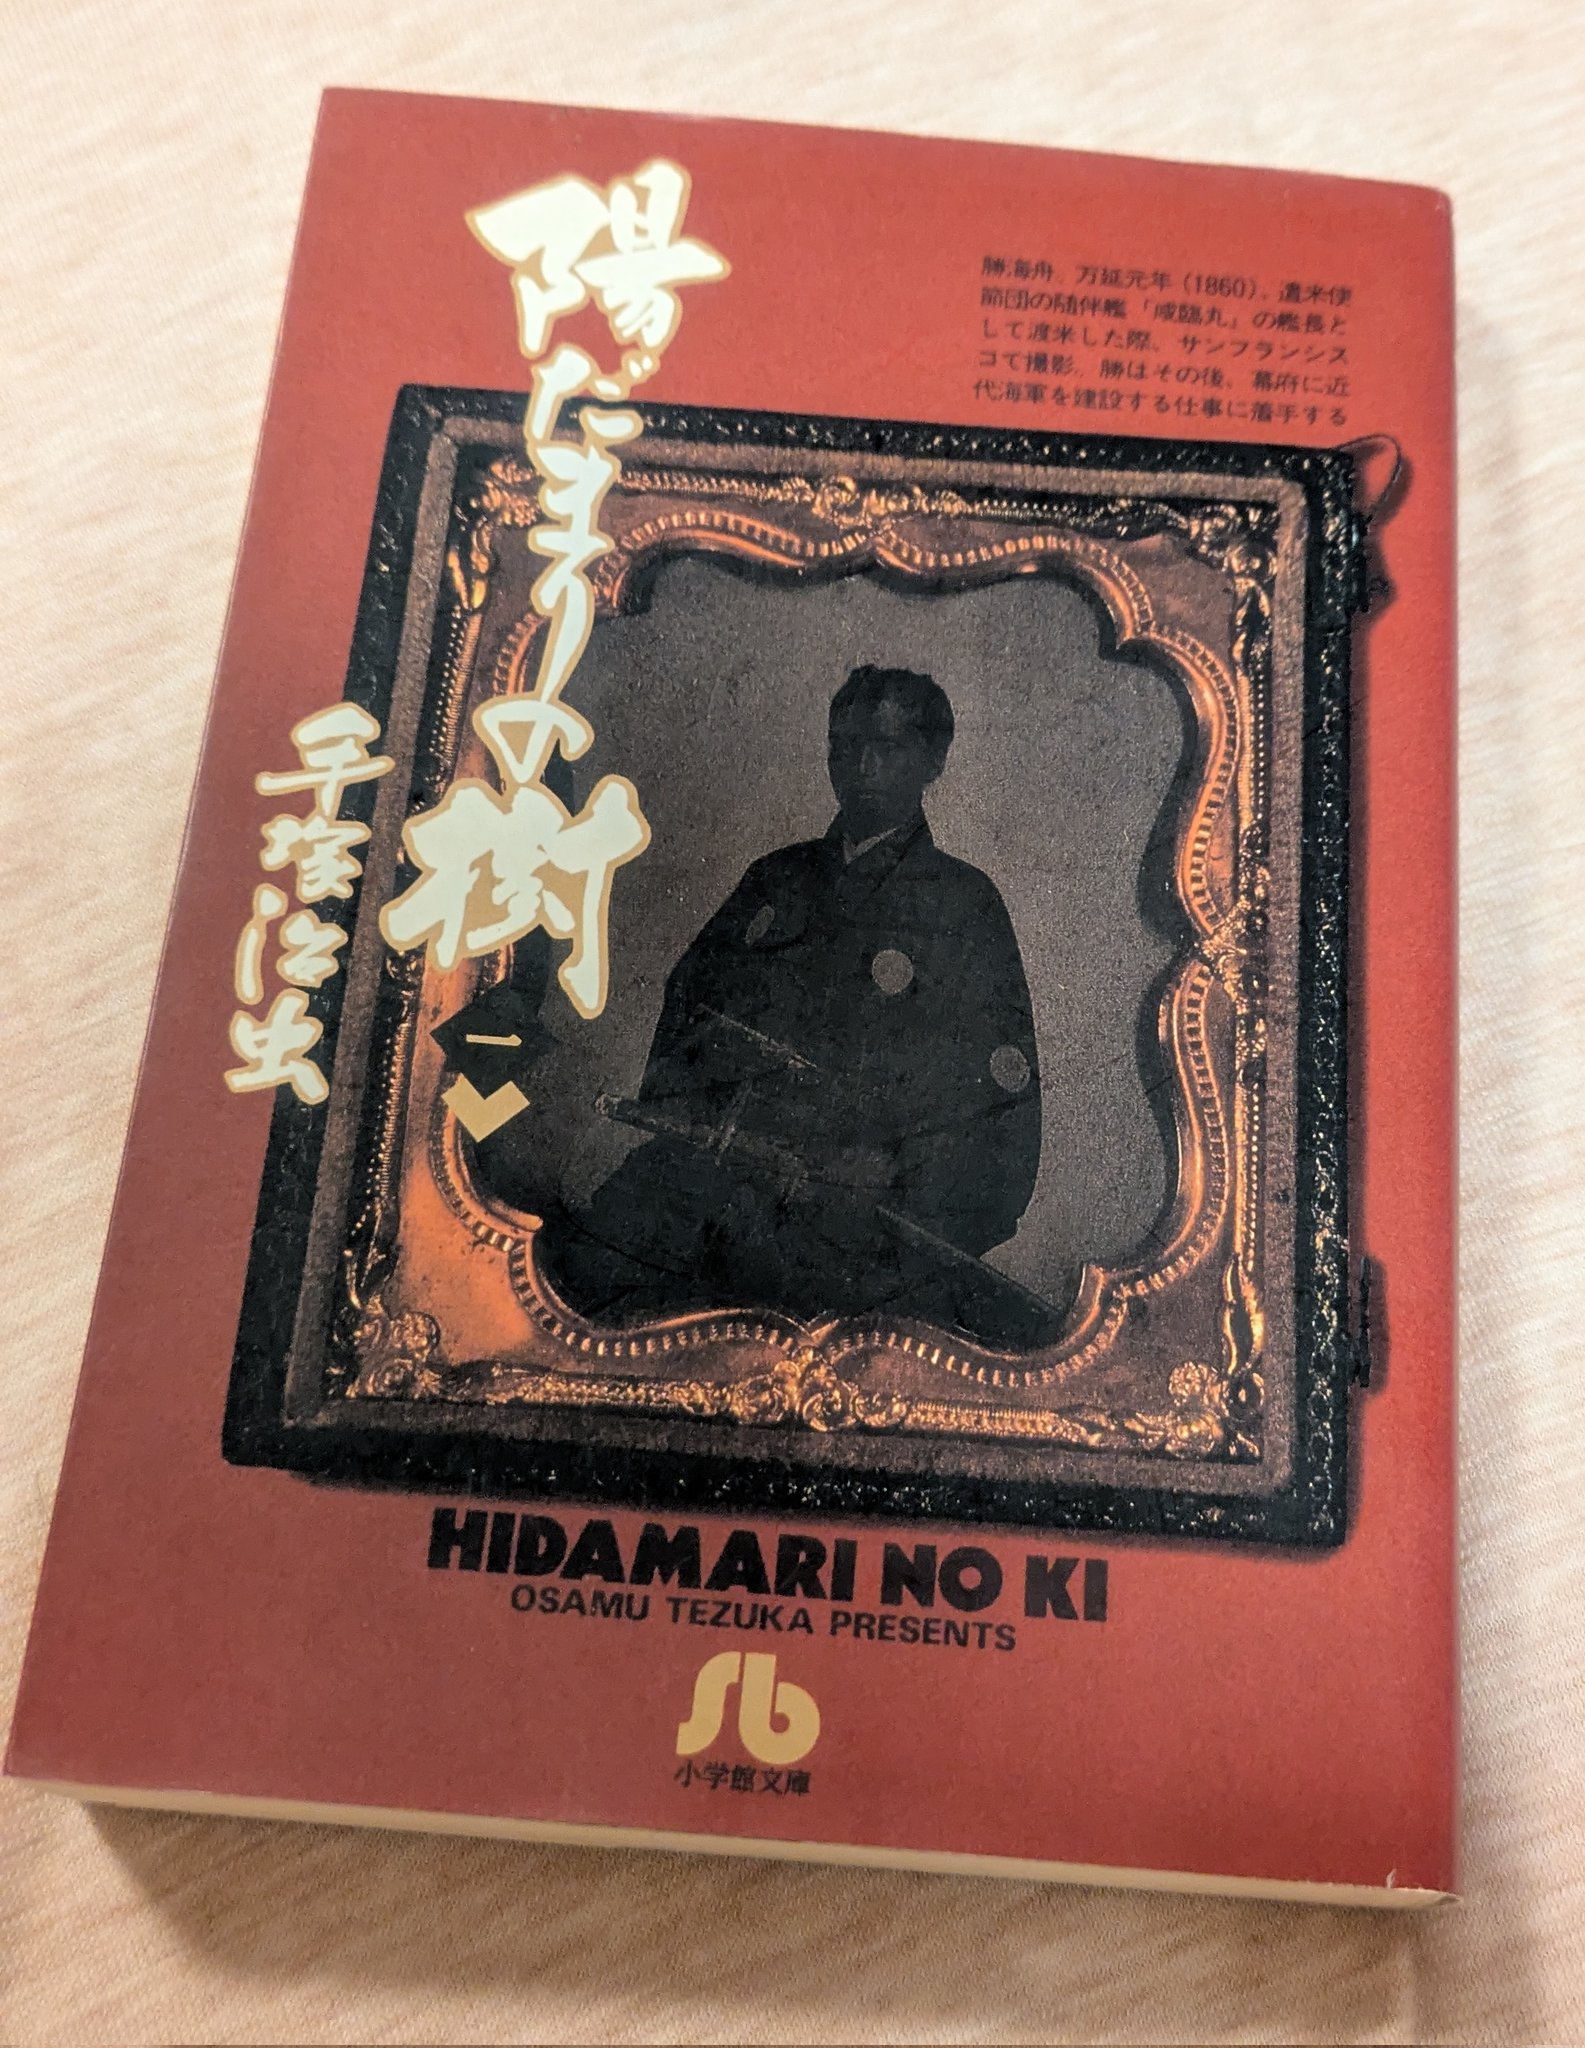 陽だまりの樹
手塚治虫
一
勝海舟。万延元年(1860)、遣米使
節団の随伴艦「咸臨丸」の艦長と
して渡米した際、サンフランシス
コで撮影。勝はその後、幕府に近
代海軍を建設する仕事に着手する
HIDAMARI NO KI
OSAMU TEZUKA PRESENTS
Sb
小学館文庫